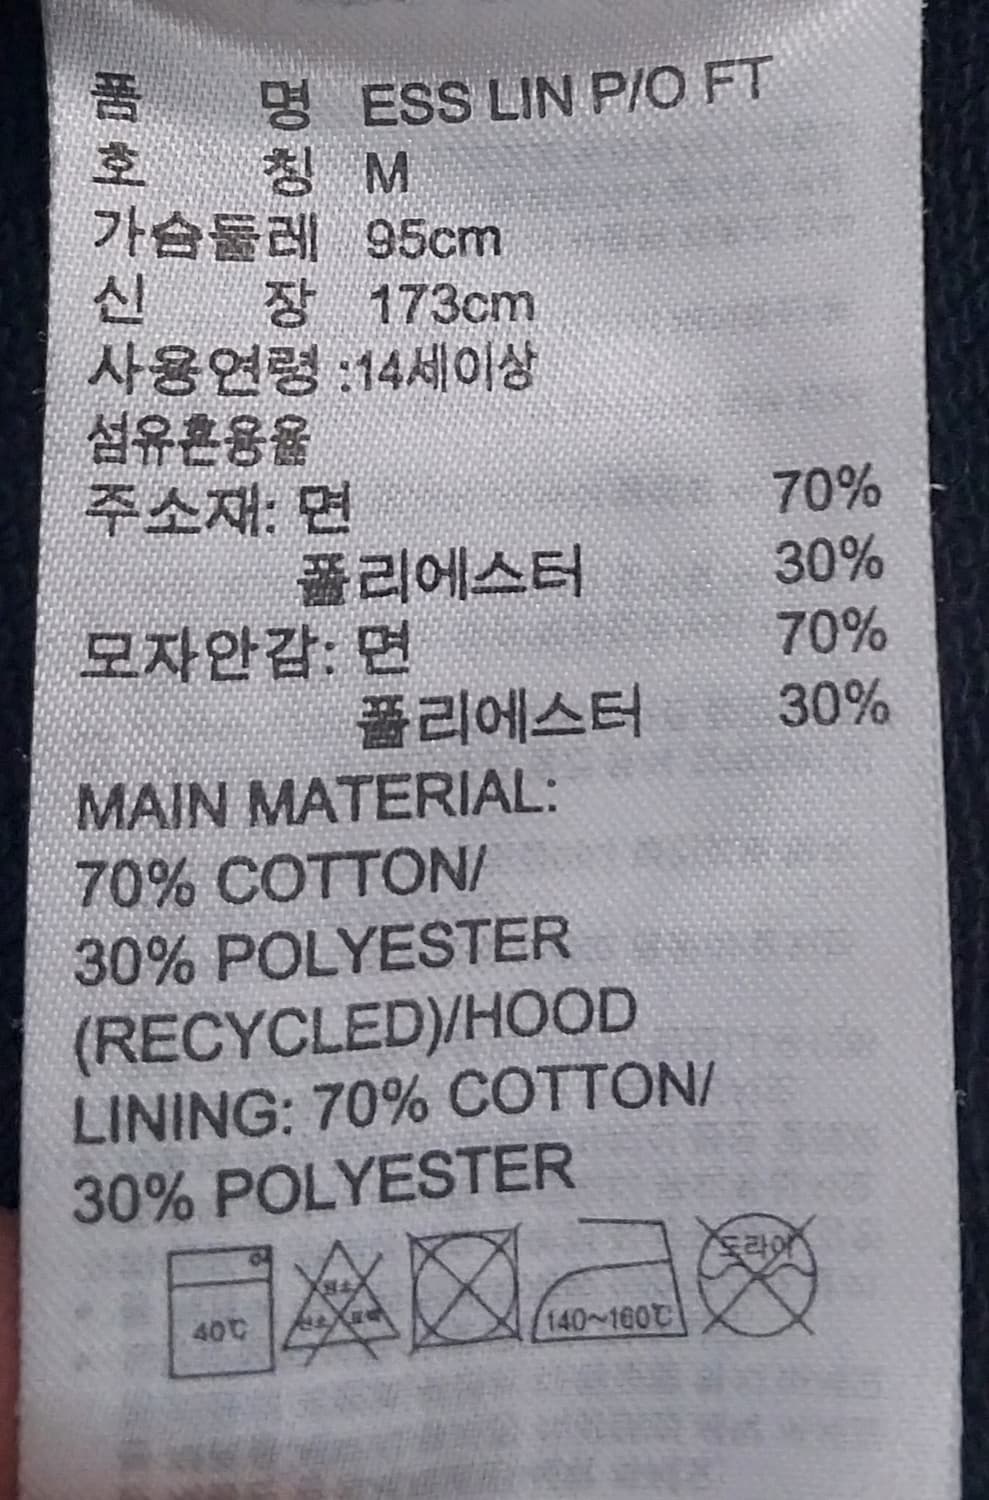 품 명 ESS LIN P/O FT
호 칭 M
가슴둘레 95cm
신 장 173cm
사용연령 :14세이상
섬유혼용율
주소재: 면 70%
폴리에스터 30%
모자안감: 면 70%
폴리에스터 30%
MAIN MATERIAL:
70% COTTON/
30% POLYESTER
(RECYCLED)/HOOD
LINING: 70% COTTON/
30% POLYESTER
40℃ 140~160℃ 드라이